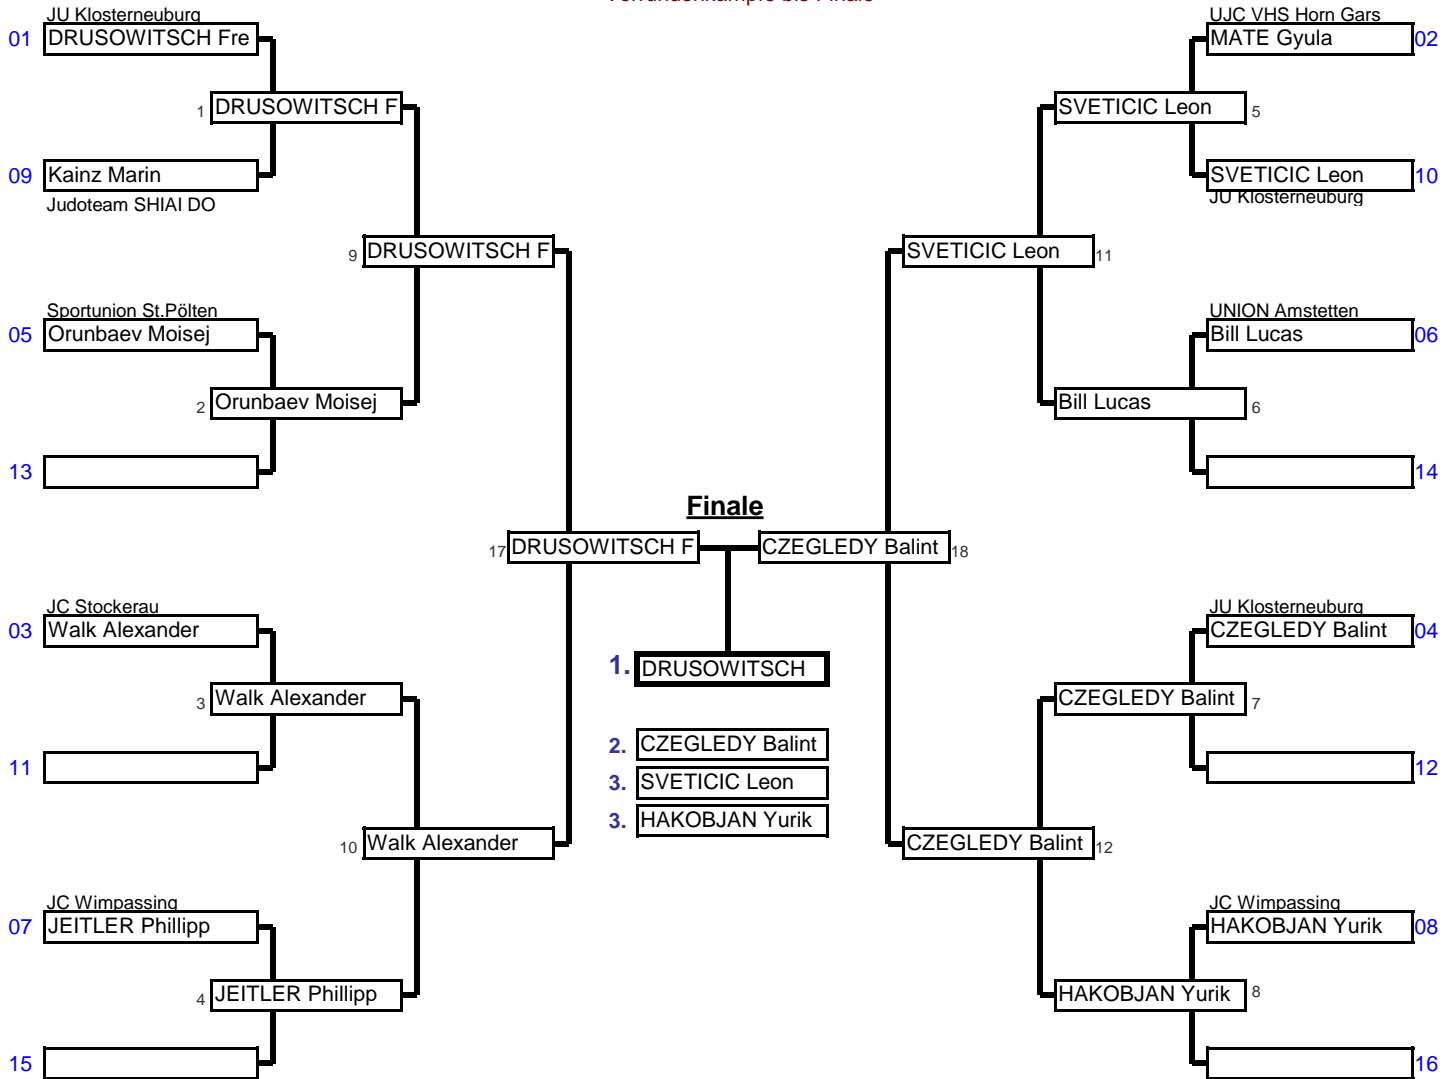 Vorrundenkämpfe bis Finale
JU Klosterneuburg
01 DRUSOWITSCH Fre
1 DRUSOWITSCH F
09 Kainz Marin
Judoteam SHIAI DO
9 DRUSOWITSCH F
Sportunion St.Pölten
05 Orunbaev Moisej
2 Orunbaev Moisej
13
17 DRUSOWITSCH F
JC Stockerau
03 Walk Alexander
3 Walk Alexander
11
10 Walk Alexander
JC Wimpassing
07 JEITLER Phillipp
4 JEITLER Phillipp
15
Finale
1. DRUSOWITSCH
2. CZEGLEDY Balint
3. SVETICIC Leon
3. HAKOBJAN Yurik
UJC VHS Horn Gars
MATE Gyula 02
SVETICIC Leon 5
SVETICIC Leon 10
JU Klosterneuburg
SVETICIC Leon 11
UNION Amstetten
Bill Lucas 06
Bill Lucas 6
14
CZEGLEDY Balint 18
JU Klosterneuburg
CZEGLEDY Balint 04
CZEGLEDY Balint 7
12
CZEGLEDY Balint 12
JC Wimpassing
HAKOBJAN Yurik 08
HAKOBJAN Yurik 8
16